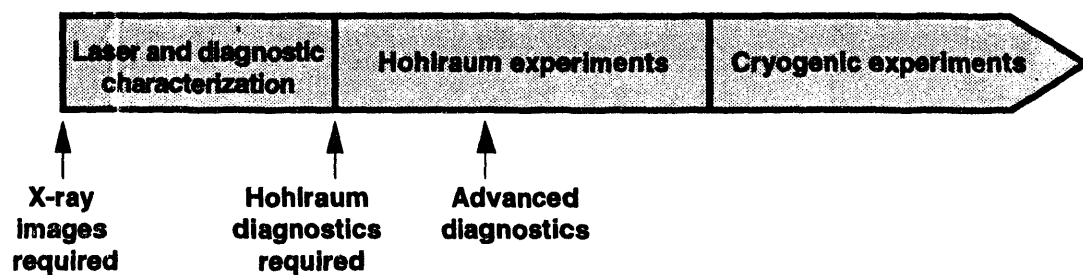 Laser and diagnostic
characterization
Hohlraum experiments
Cryogenic experiments
X-ray
images
required
Hohlraum
diagnostics
required
Advanced
diagnostics